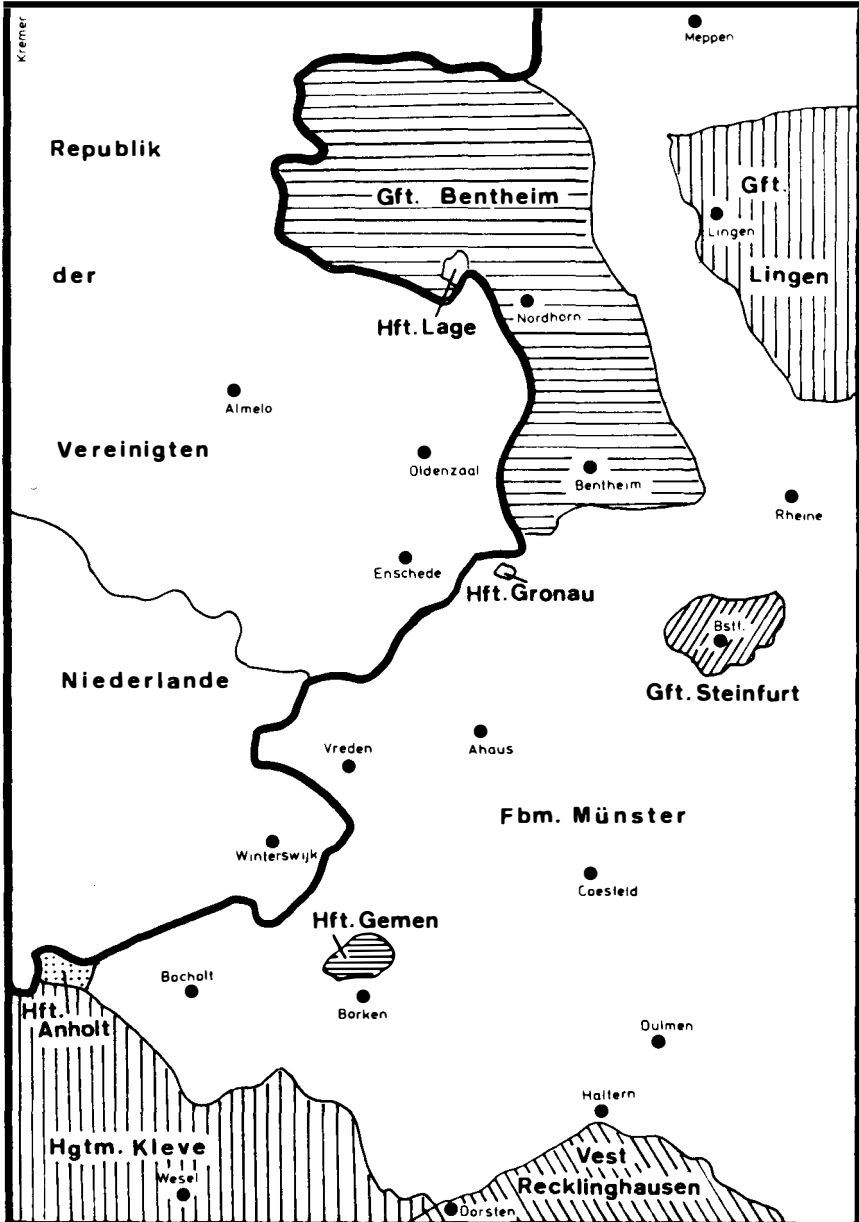 Kremer
Meppen
Republik
Gft. Bentheim
Gft.
Lingen
der
Lingen
Nordhorn
Hft. Lage
Almelo
Vereinigten
Oldenzaal
Bentheim
Rheine
Enschede
Hft. Gronau
Bstf.
Niederlande
Gft. Steinfurt
Vreden
Ahaus
Fbm. Münster
Winterswijk
Coesfeld
Hft. Gemen
Bocholt
Borken
Hft.
Anholt
Dulmen
Haltern
Hgtm. Kleve
Vest
Recklinghausen
Wesel
Dorsten